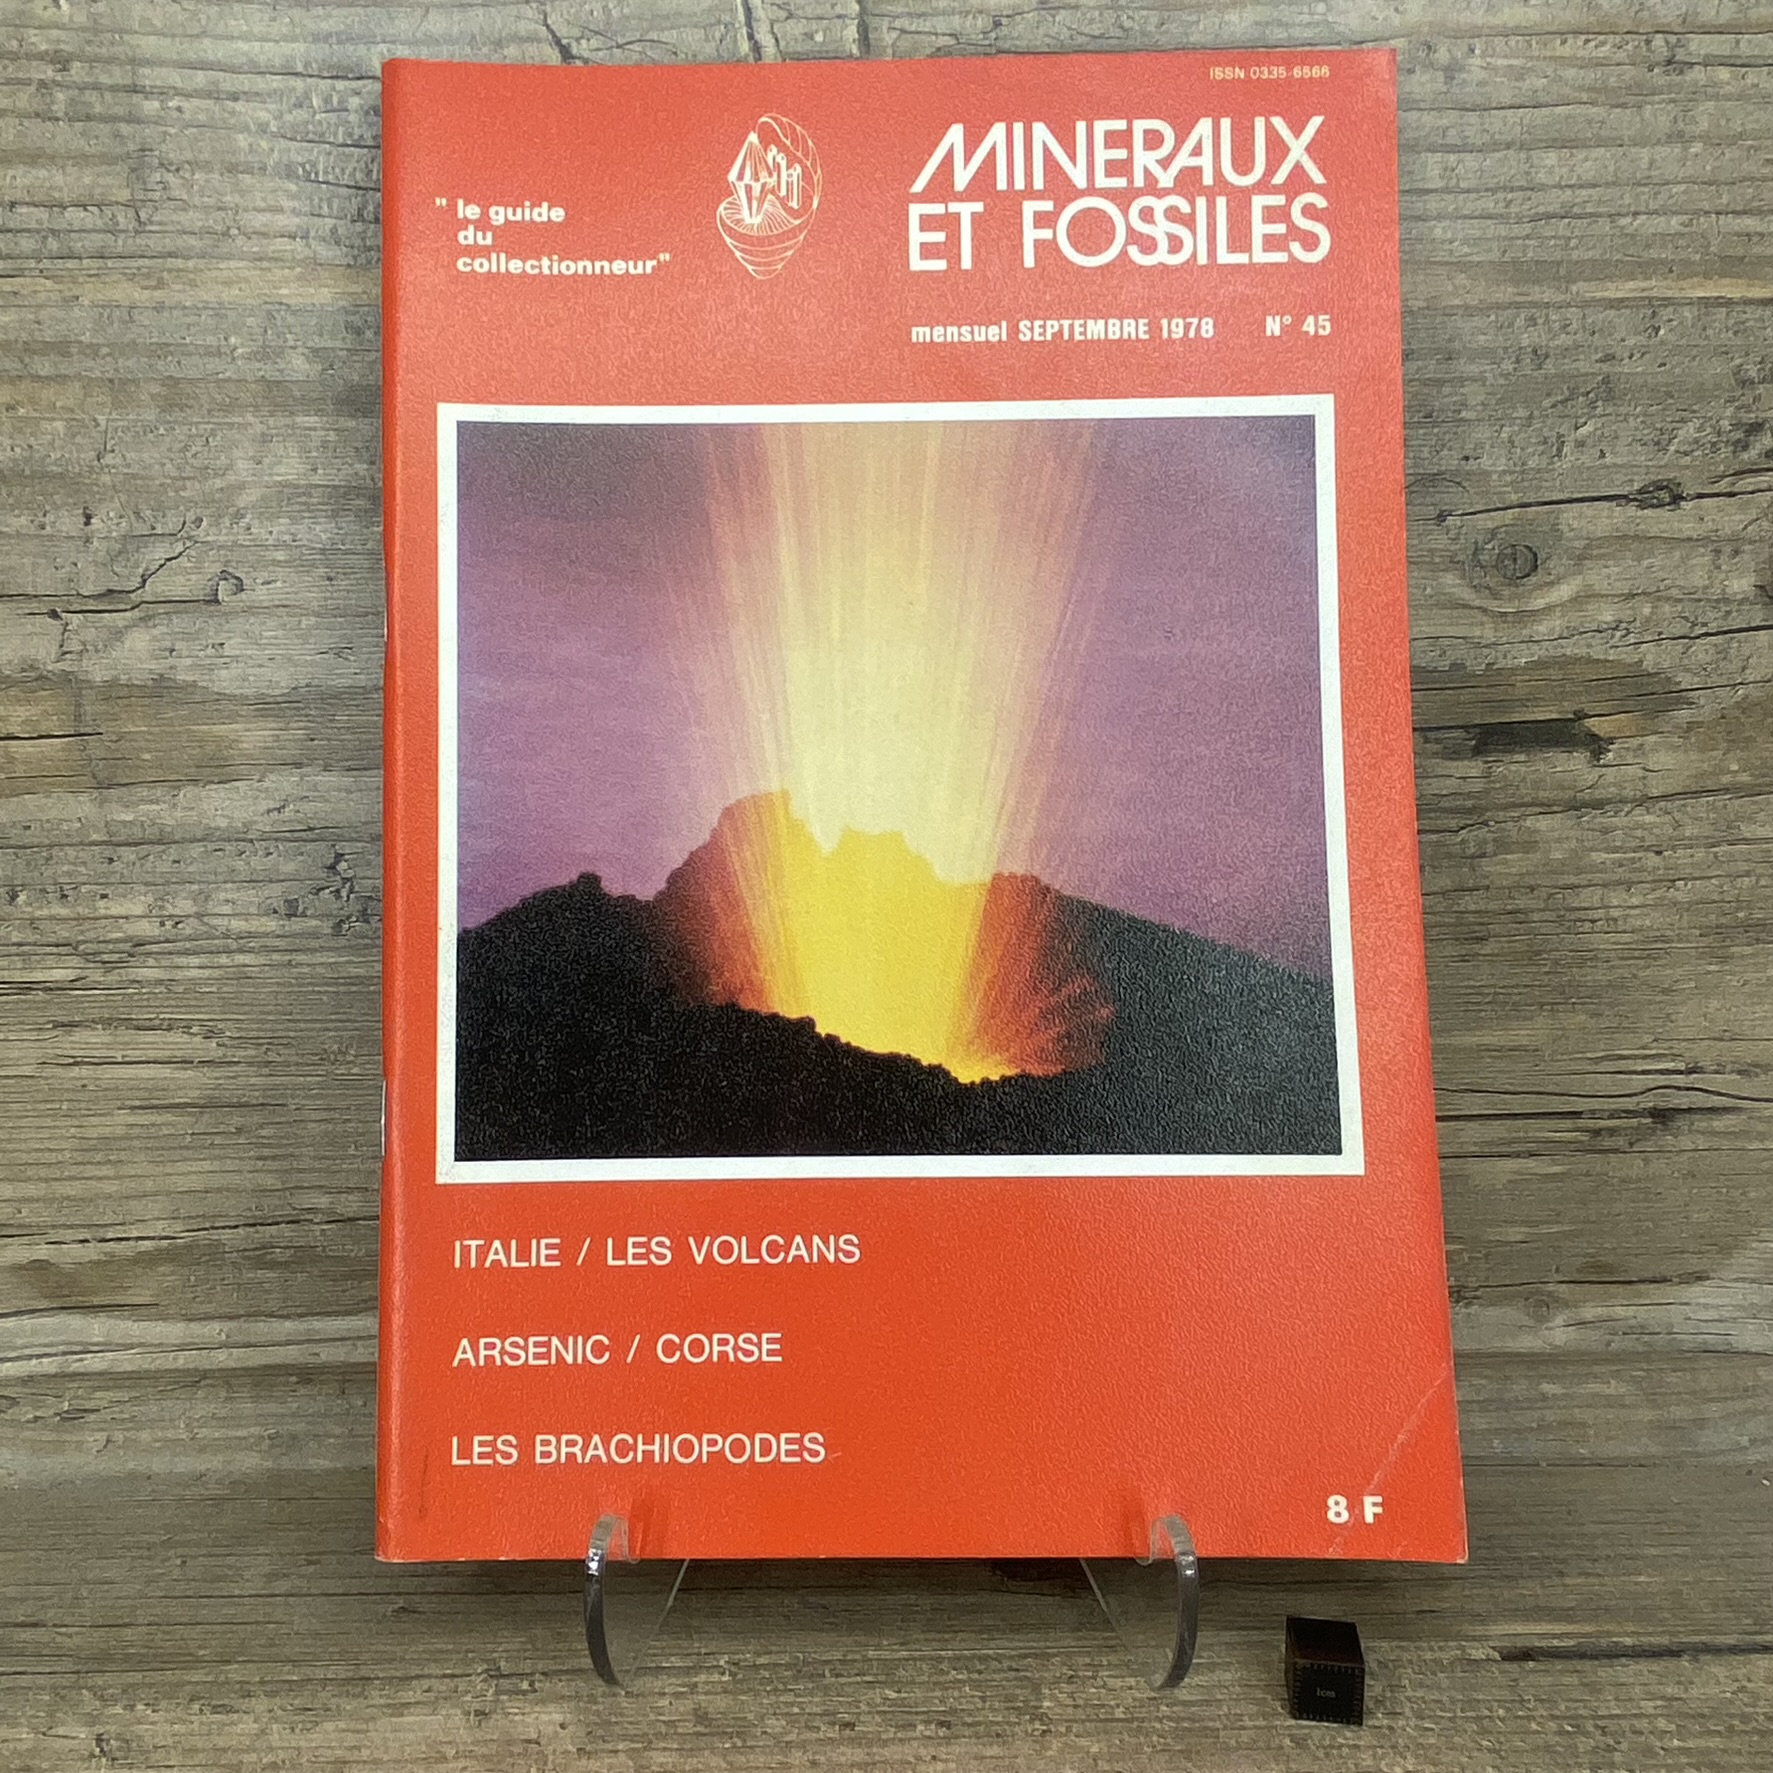 ISSN 0335-6566
MINERAUX
ET FOSSILES
" le guide
du
collectionneur"
mensuel SEPTEMBRE 1978 N° 45
ITALIE / LES VOLCANS
ARSENIC / CORSE
LES BRACHIOPODES
8 F
1cm